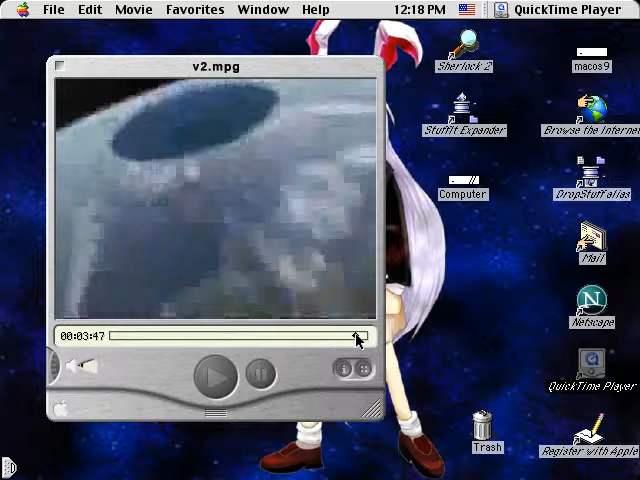 File Edit Movie Favorites Window Help 12:18 PM QuickTime Player
v2.mpg
00:03:47
Sherlock 2
macos9
StuffIt Expander
Browse the Internet
Computer
DropStuff alias
Mail
Netscape
QuickTime Player
Trash
Register with Apple